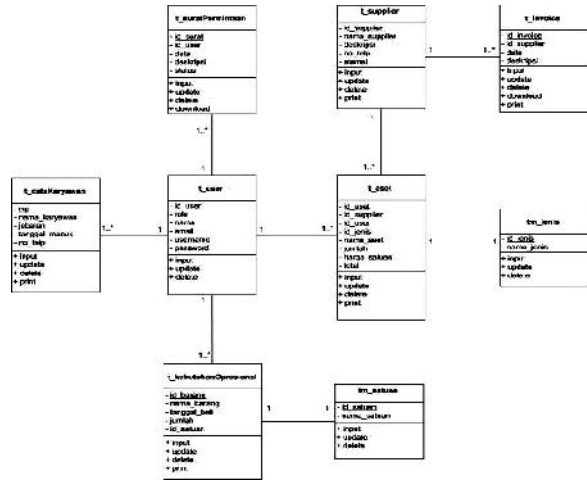 t_suratPermintaan
- id_surat
- id_user
- date
- deskripsi
- status
+ input
+ update
+ delete
+ download
t_supplier
- id_supplier
- nama_supplier
- deskripsi
- no_telp
- alamat
+ input
+ update
+ delete
+ print
t_invoice
- id_invoice
- id_supplier
- date
- deskripsi
+ input
+ update
+ delete
+ download
+ print
1
1..*
1..*
1
1
1..*
t_dataKaryawan
- nama_karyawan
- jabatan
- tanggal_masuk
- no_telp
+ input
+ update
+ delete
+ print
1..*
1
t_user
- id_user
- role
- nama
- email
- username
- password
+ input
+ update
+ delete
1
1..*
t_aset
- id_aset
- id_supplier
- id_user
- id_jenis
- nama_aset
- jumlah
- harga_satuan
- total
+ input
+ update
+ delete
+ print
1
1
tm_jenis
- id_jenis
- nama_jenis
+ input
+ update
+ delete
1
1..*
- id_barang
- nama_barang
- tanggal_beli
- jumlah
- id_satuan
+ input
+ update
+ delete
+ print
1
1
tm_satuan
- id_satuan
- nama_satuan
+ input
+ update
+ delete